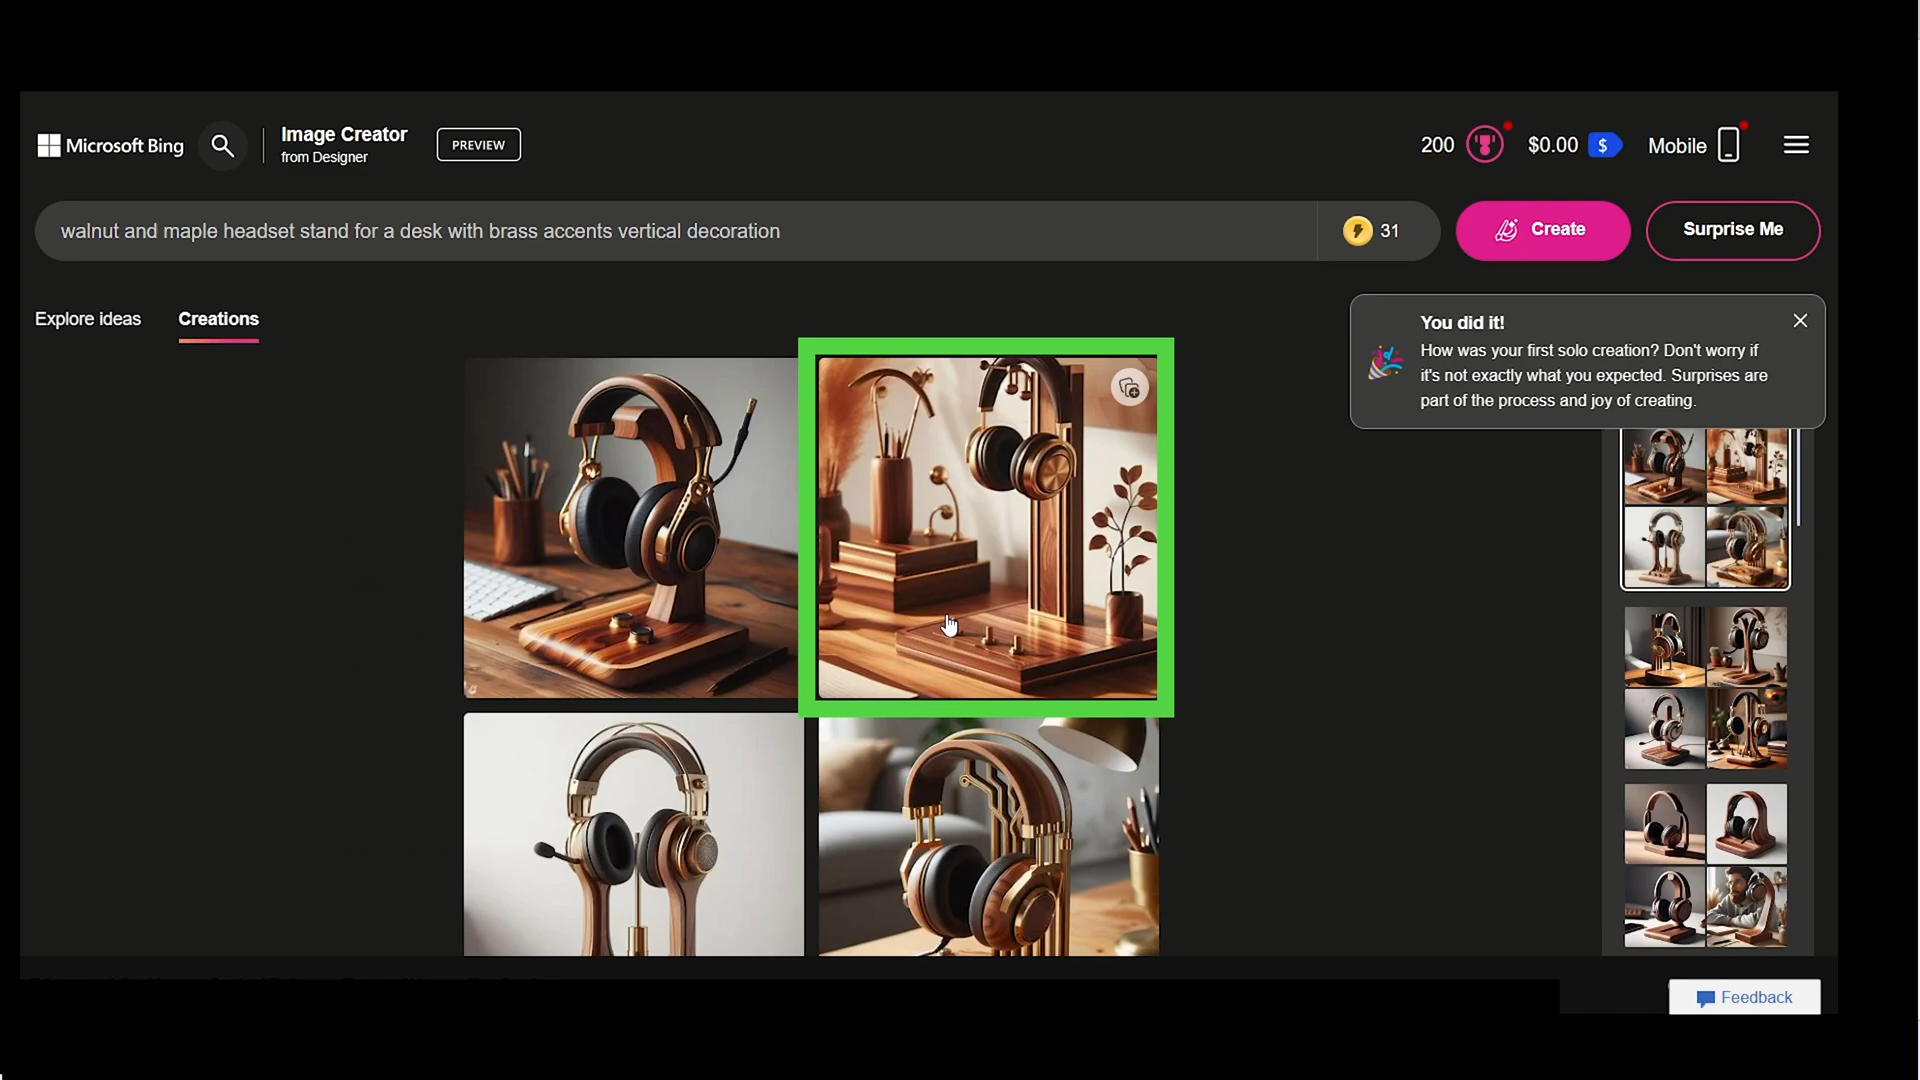 Microsoft Bing
Image Creator
from Designer
PREVIEW
200
$0.00
$
Mobile
walnut and maple headset stand for a desk with brass accents vertical decoration
31
Create
Surprise Me
Explore ideas
Creations
You did it!
How was your first solo creation? Don't worry if
it's not exactly what you expected. Surprises are
part of the process and joy of creating.
Feedback